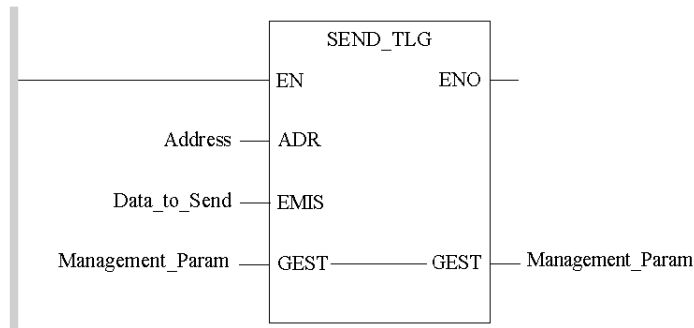 SEND_TLG
EN ENO
Address ADR
Data_to_Send EMIS
Management_Param GEST GEST Management_Param